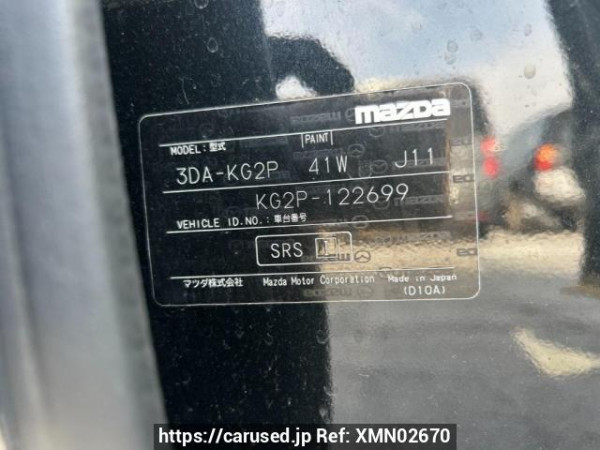 mazda
MODEL:型式
PAINT
3DA-KG2P 41W J11
KG2P-122699
VEHICLE ID.NO.:車台番号
SRS
マツダ株式会社 Mazda Motor Corporation Made in Japan
(D10A)
https://carused.jp Ref: XMN02670